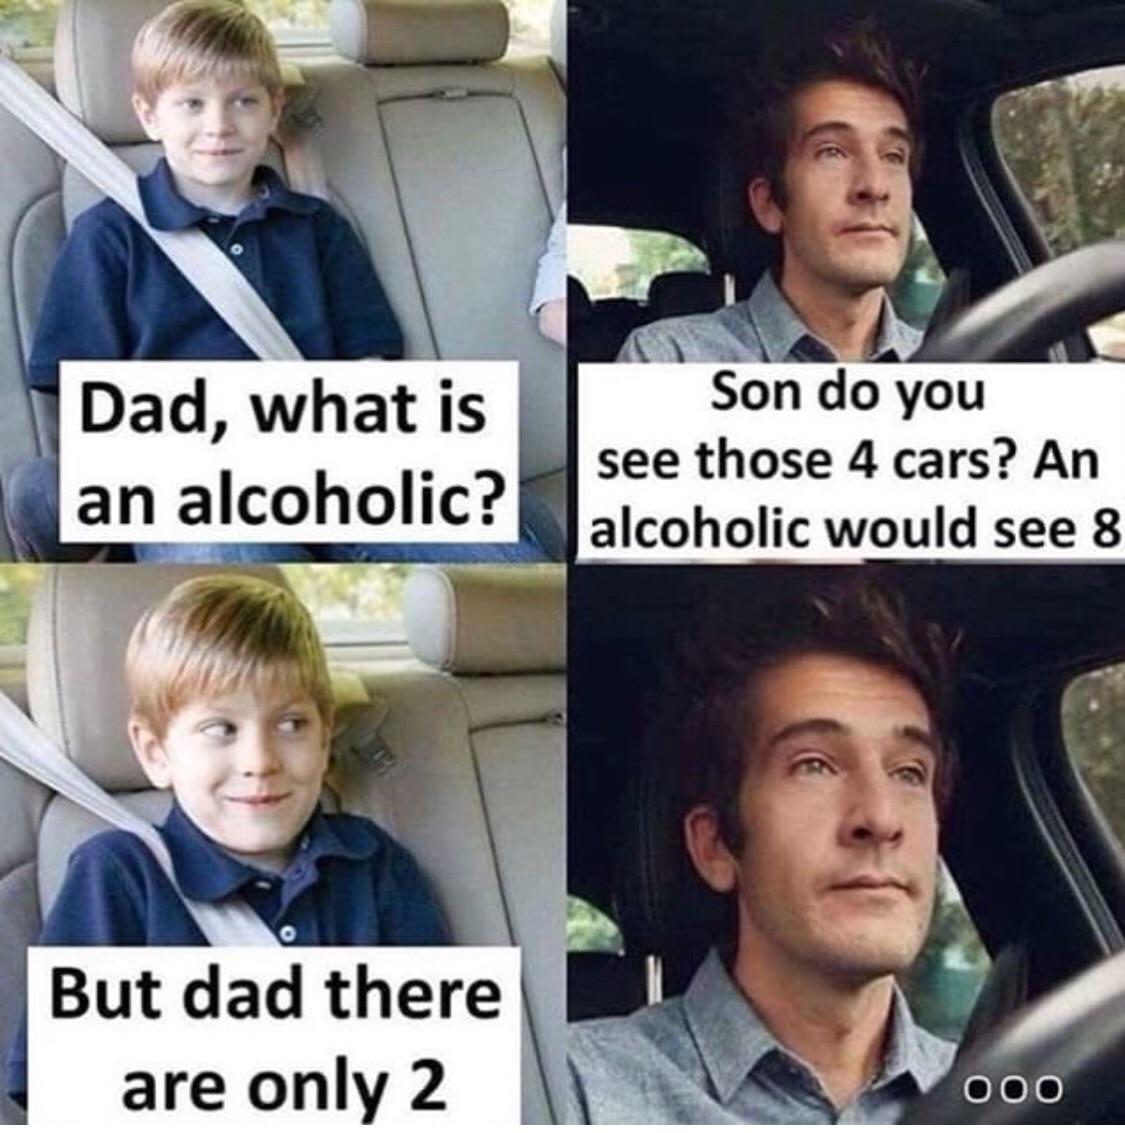 Dad, what is
an alcoholic?
Son do you
see those 4 cars? An
alcoholic would see 8
But dad there
are only 2
ooo